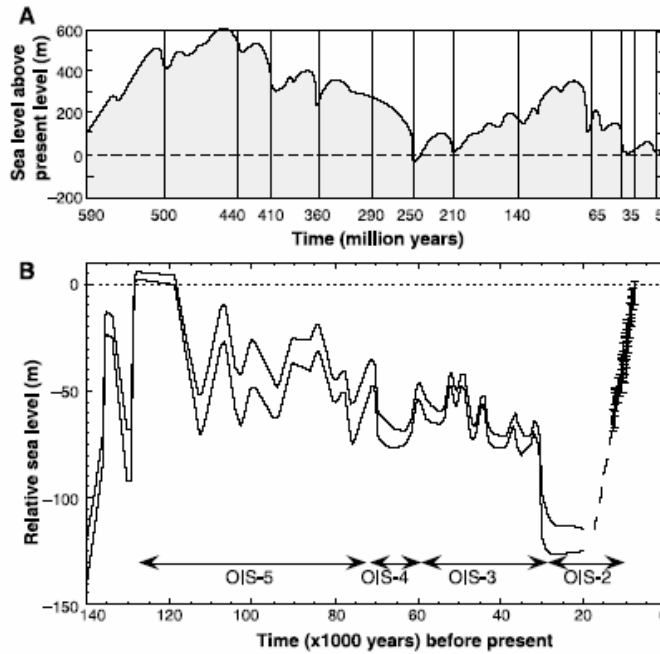 A
Sea level above
present level (m)
600
400
200
0
−200
590
500
440
410
360
290
250
210
140
65
35
5
Time (million years)
B
Relative sea level (m)
0
−50
−100
−150
OIS-5
OIS-4
OIS-3
OIS-2
140
120
100
80
60
40
20
Time (x1000 years) before present